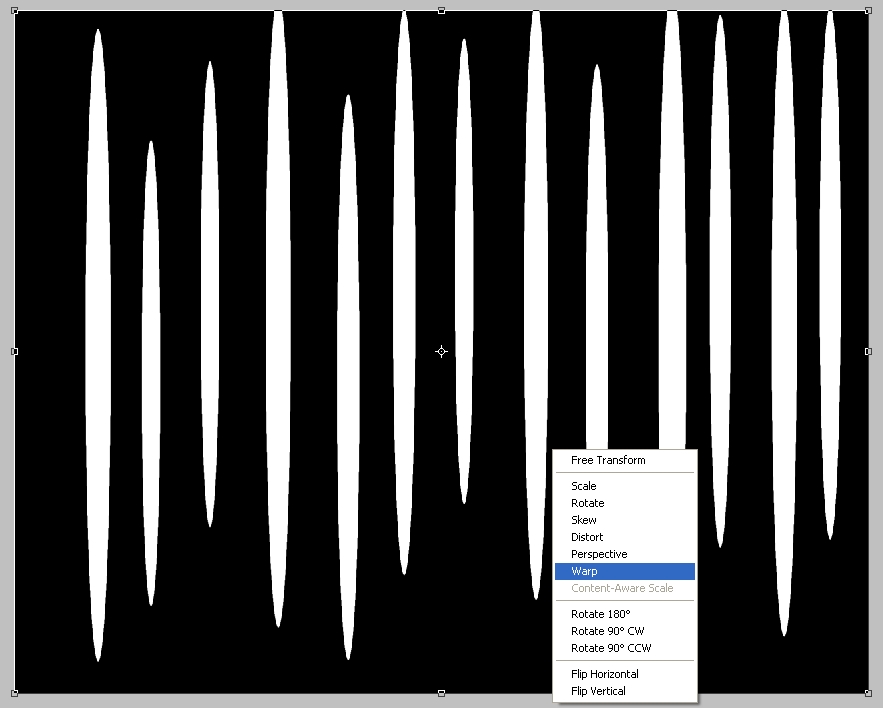 Free Transform
Scale
Rotate
Skew
Distort
Perspective
Warp
Content-Aware Scale
Rotate 180°
Rotate 90° CW
Rotate 90° CCW
Flip Horizontal
Flip Vertical